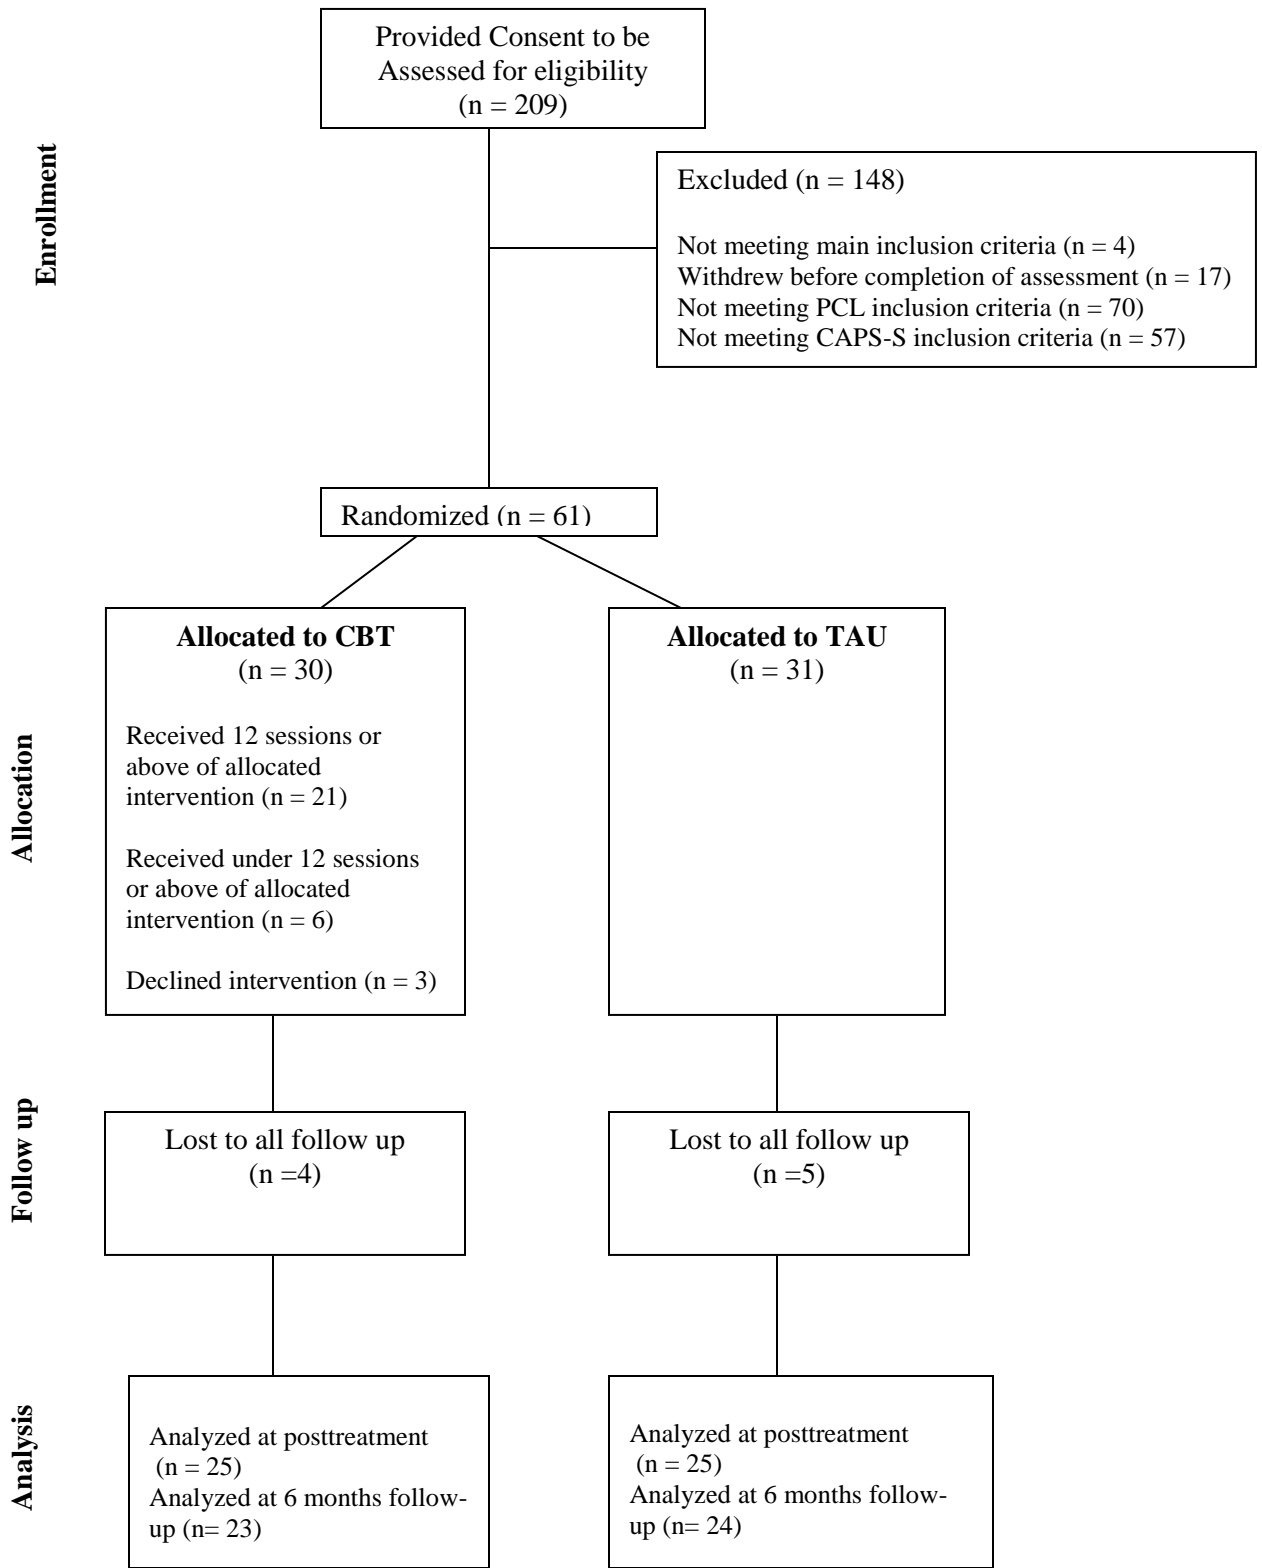 Provided Consent to be
Assessed for eligibility
(n = 209)
Enrollment
Excluded (n = 148)
Not meeting main inclusion criteria (n = 4)
Withdrew before completion of assessment (n = 17)
Not meeting PCL inclusion criteria (n = 70)
Not meeting CAPS-S inclusion criteria (n = 57)
Randomized (n = 61)
Allocation
Allocated to CBT
(n = 30)
Received 12 sessions or
above of allocated
intervention (n = 21)
Received under 12 sessions
or above of allocated
intervention (n = 6)
Declined intervention (n = 3)
Allocated to TAU
(n = 31)
Follow up
Lost to all follow up
(n =4)
Lost to all follow up
(n =5)
Analysis
Analyzed at posttreatment
(n = 25)
Analyzed at 6 months follow-
up (n= 23)
Analyzed at posttreatment
(n = 25)
Analyzed at 6 months follow-
up (n= 24)